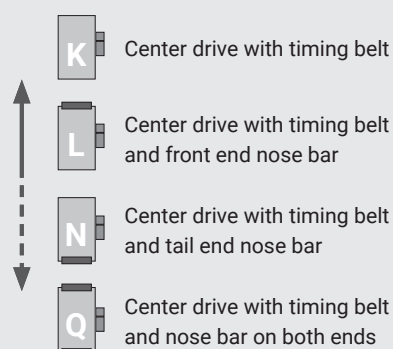 K
Center drive with timing belt
L
Center drive with timing belt
and front end nose bar
N
Center drive with timing belt
and tail end nose bar
Q
Center drive with timing belt
and nose bar on both ends